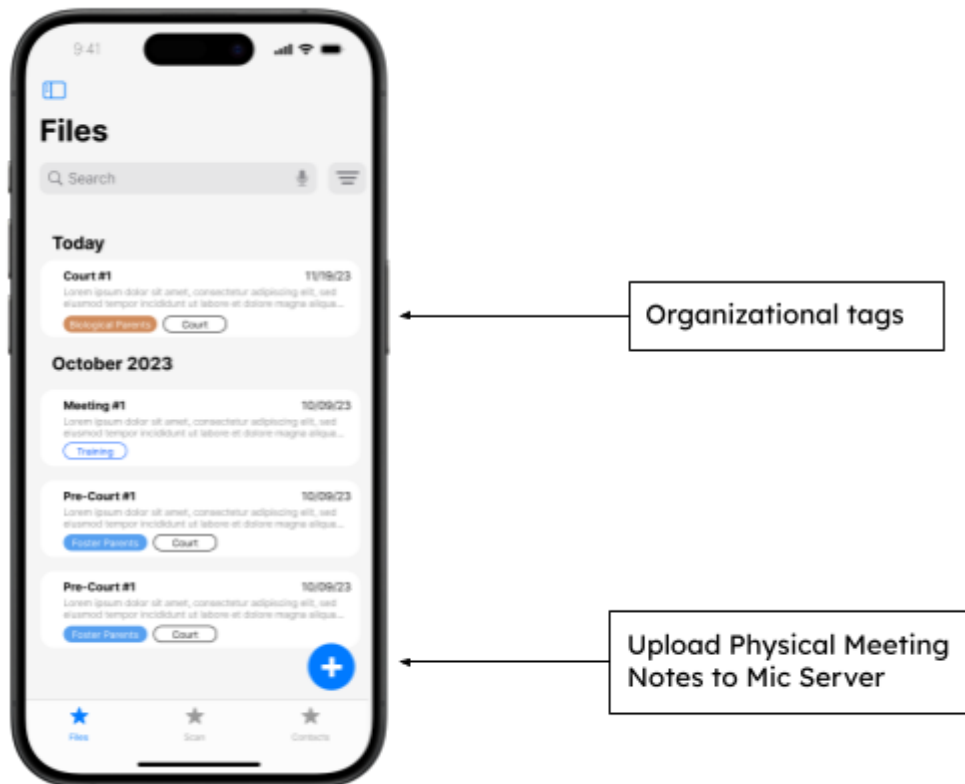 9:41
Files
Search
Today
Court #1 11/19/23
Lorem ipsum dolor sit amet, consectetur adipiscing elit, sed
eiusmod tempor incididunt ut labore et dolore magna aliqua...
Biological Parents Court
Organizational tags
October 2023
Meeting #1 10/09/23
Lorem ipsum dolor sit amet, consectetur adipiscing elit, sed
eiusmod tempor incididunt ut labore et dolore magna aliqua...
Training
Pre-Court #1 10/09/23
Lorem ipsum dolor sit amet, consectetur adipiscing elit, sed
eiusmod tempor incididunt ut labore et dolore magna aliqua...
Foster Parents Court
Pre-Court #1 10/09/23
Lorem ipsum dolor sit amet, consectetur adipiscing elit, sed
eiusmod tempor incididunt ut labore et dolore magna aliqua...
Foster Parents Court
Upload Physical Meeting
Notes to Mic Server
Files Scan Contacts